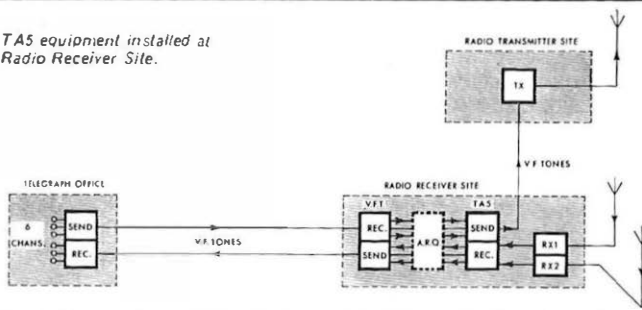 TA5 equipment installed at
Radio Receiver Site.
RADIO TRANSMITTER SITE
TX
V.F TONES
TELEGRAPH OFFICE
6
CHANS.
SEND
REC.
V.F. TONES
RADIO RECEIVER SITE
VFT
REC.
SEND
A.R.Q
TA5
SEND
REC.
RX1
RX2